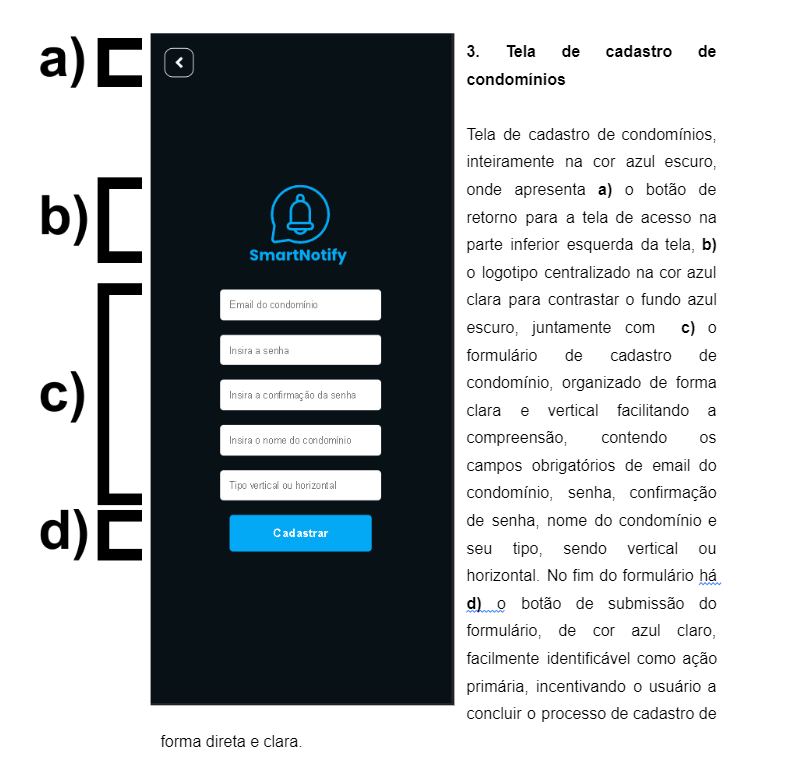 a)
b)
c)
d)
SmartNotify
Email do condomínio
Insira a senha
Insira a confirmação da senha
Insira o nome do condomínio
Tipo vertical ou horizontal
Cadastrar
3. Tela de cadastro de
condomínios
Tela de cadastro de condomínios,
inteiramente na cor azul escuro,
onde apresenta a) o botão de
retorno para a tela de acesso na
parte inferior esquerda da tela, b)
o logotipo centralizado na cor azul
clara para contrastar o fundo azul
escuro, juntamente com c) o
formulário de cadastro de
condomínio, organizado de forma
clara e vertical facilitando a
compreensão, contendo os
campos obrigatórios de email do
condomínio, senha, confirmação
de senha, nome do condomínio e
seu tipo, sendo vertical ou
horizontal. No fim do formulário há
d) o botão de submissão do
formulário, de cor azul claro,
facilmente identificável como ação
primária, incentivando o usuário a
concluir o processo de cadastro de
forma direta e clara.